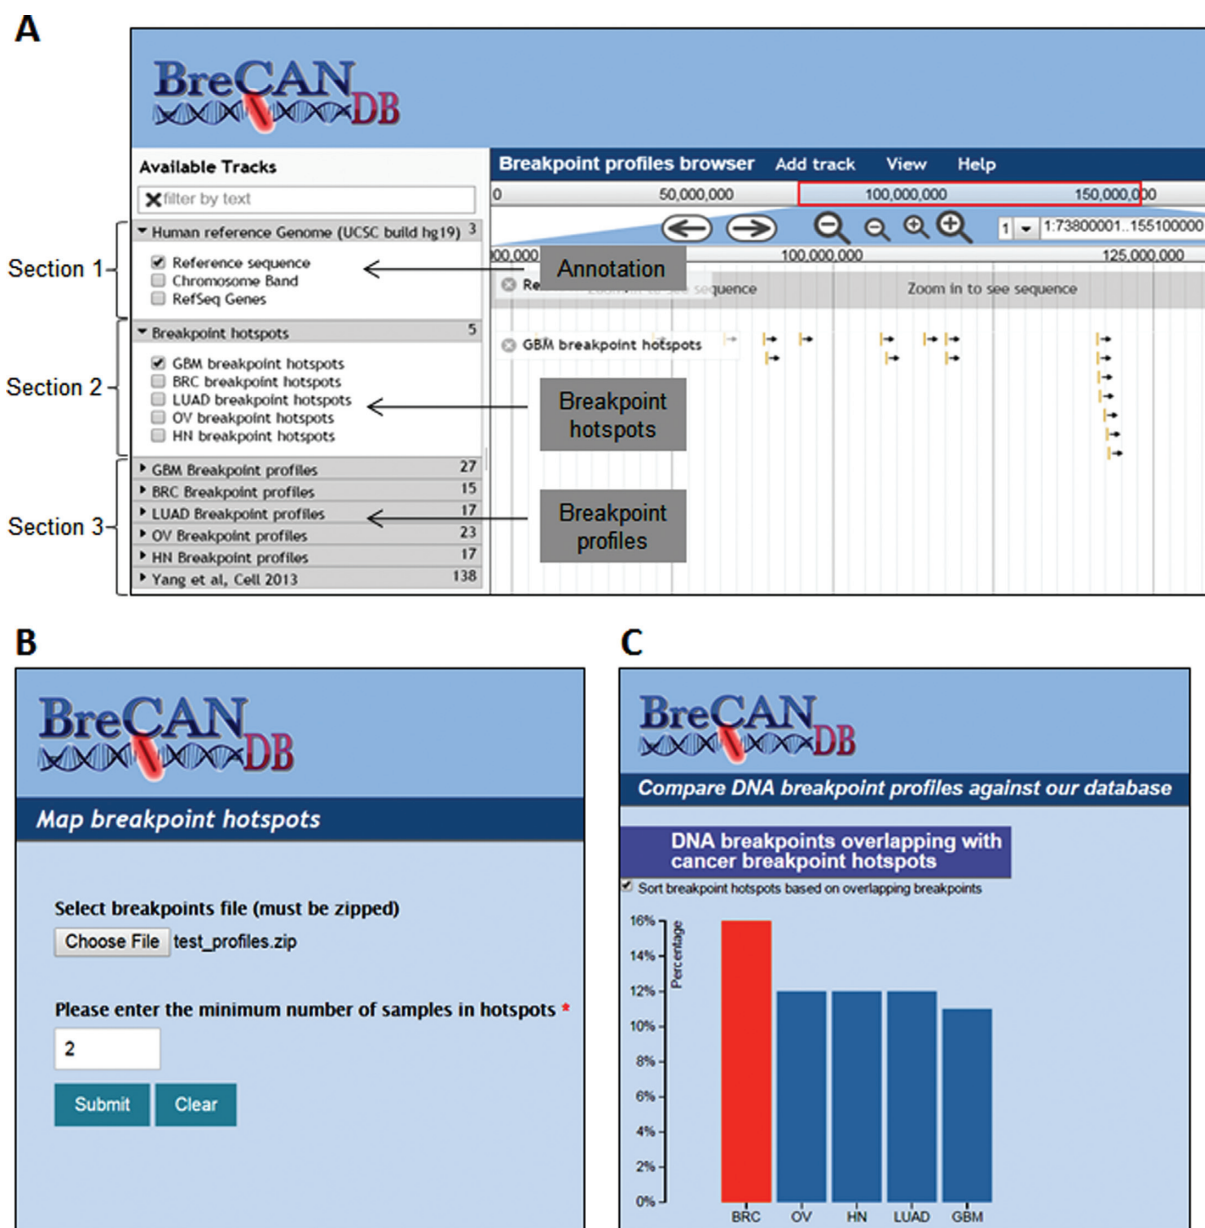 A
BreCAN DB
Available Tracks
filter by text
Human reference Genome (UCSC build hg19) 3
Reference sequence
Chromosome Band
RefSeq Genes
Breakpoint hotspots 5
GBM breakpoint hotspots
BRC breakpoint hotspots
LUAD breakpoint hotspots
OV breakpoint hotspots
HN breakpoint hotspots
GBM Breakpoint profiles 27
BRC Breakpoint profiles 15
LUAD Breakpoint profiles 17
OV Breakpoint profiles 23
HN Breakpoint profiles 17
Yang et al, Cell 2013 138
Section 1
Section 2
Section 3
Breakpoint profiles browser Add track View Help
0 50,000,000 100,000,000 150,000,000
1 1:73800001..155100000
100,000,000 125,000,000
Re
Zoom in to see sequence
Zoom in to see sequence
GBM breakpoint hotspots
Annotation
Breakpoint
hotspots
Breakpoint
profiles
B
BreCAN DB
Map breakpoint hotspots
Select breakpoints file (must be zipped)
Choose File test_profiles.zip
Please enter the minimum number of samples in hotspots *
2
Submit Clear
C
BreCAN DB
Compare DNA breakpoint profiles against our database
DNA breakpoints overlapping with
cancer breakpoint hotspots
Sort breakpoint hotspots based on overlapping breakpoints
Percentage
16%
14%
12%
10%
8%
6%
4%
2%
0%
BRC OV HN LUAD GBM